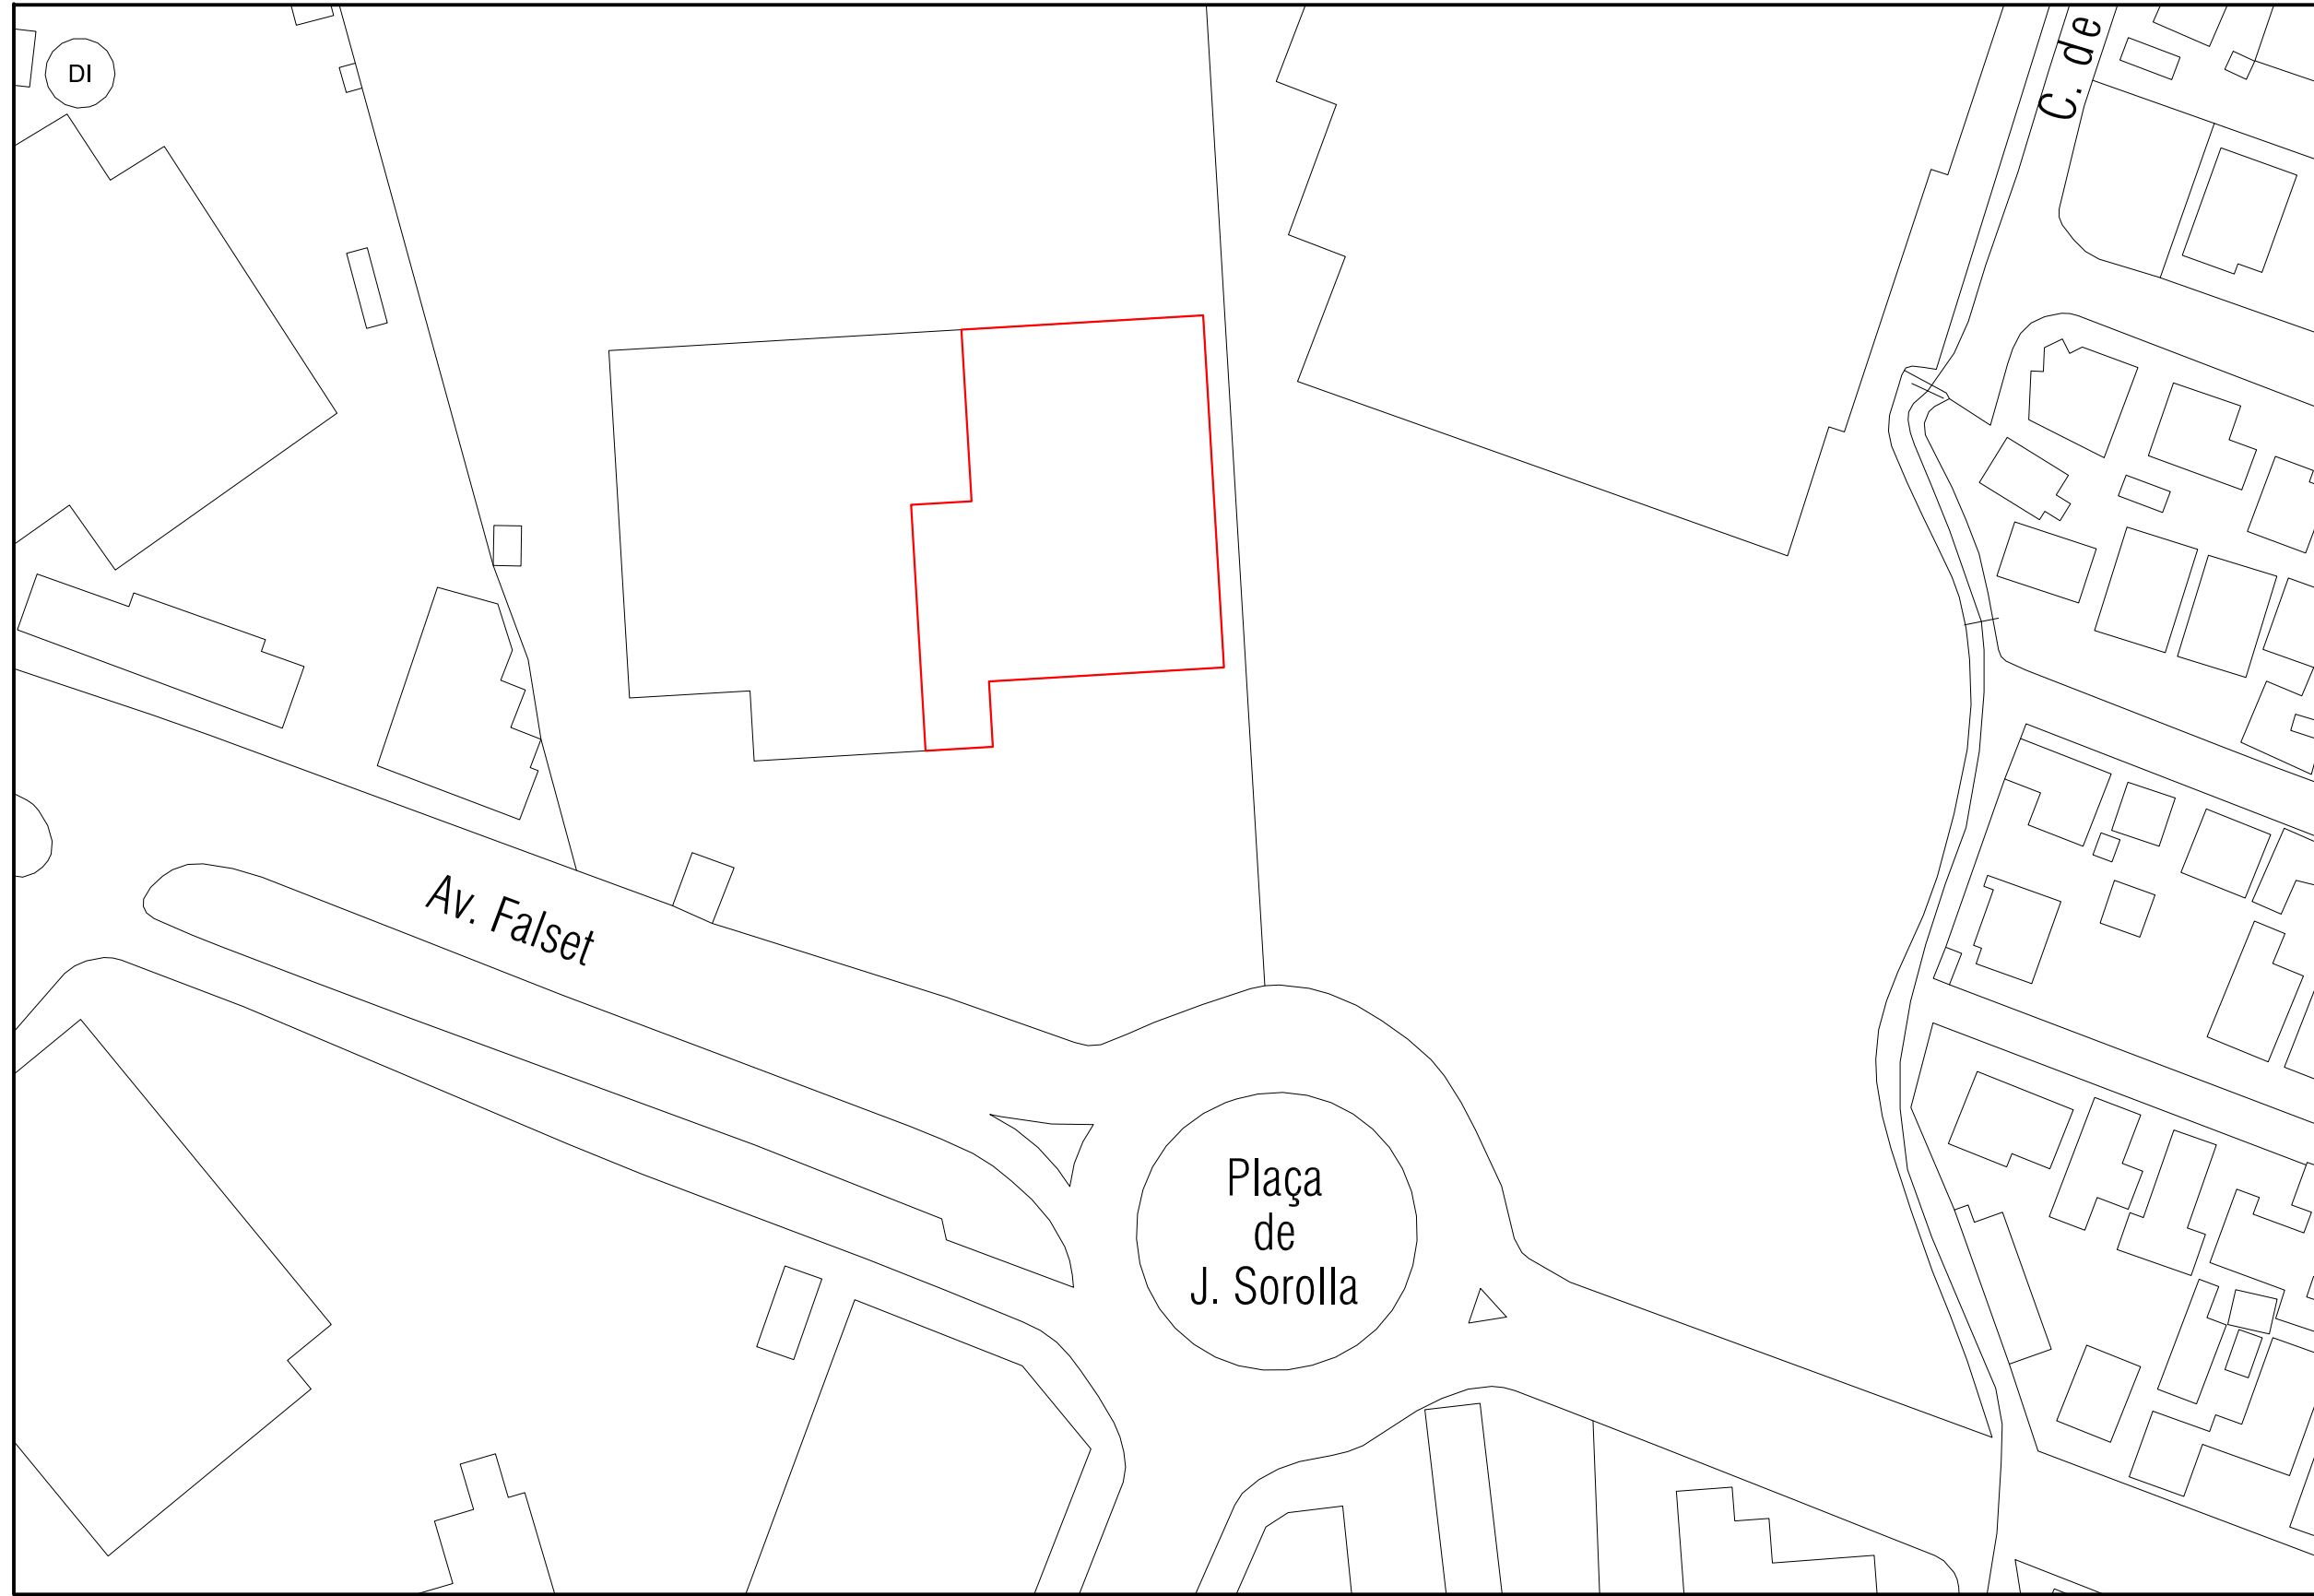 DI
C. de
Av. Falset
Plaça
de
J. Sorolla